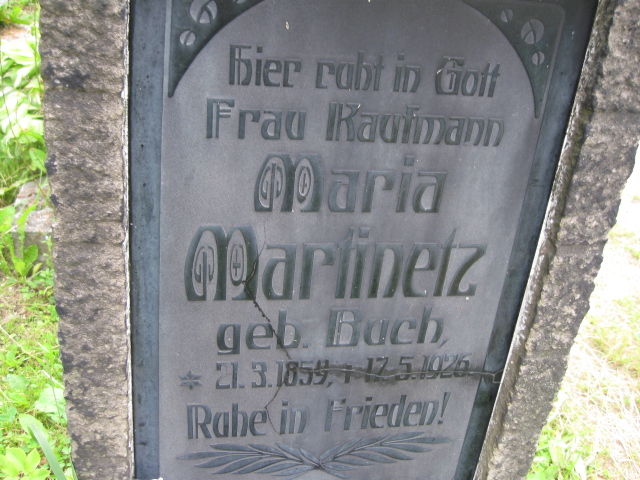 Hier ruht in Gott
Frau Kaufmann
Maria
Martinetz
geb. Buch,
* 21.3.1859, † 17.5.1926
Ruhe in Frieden!